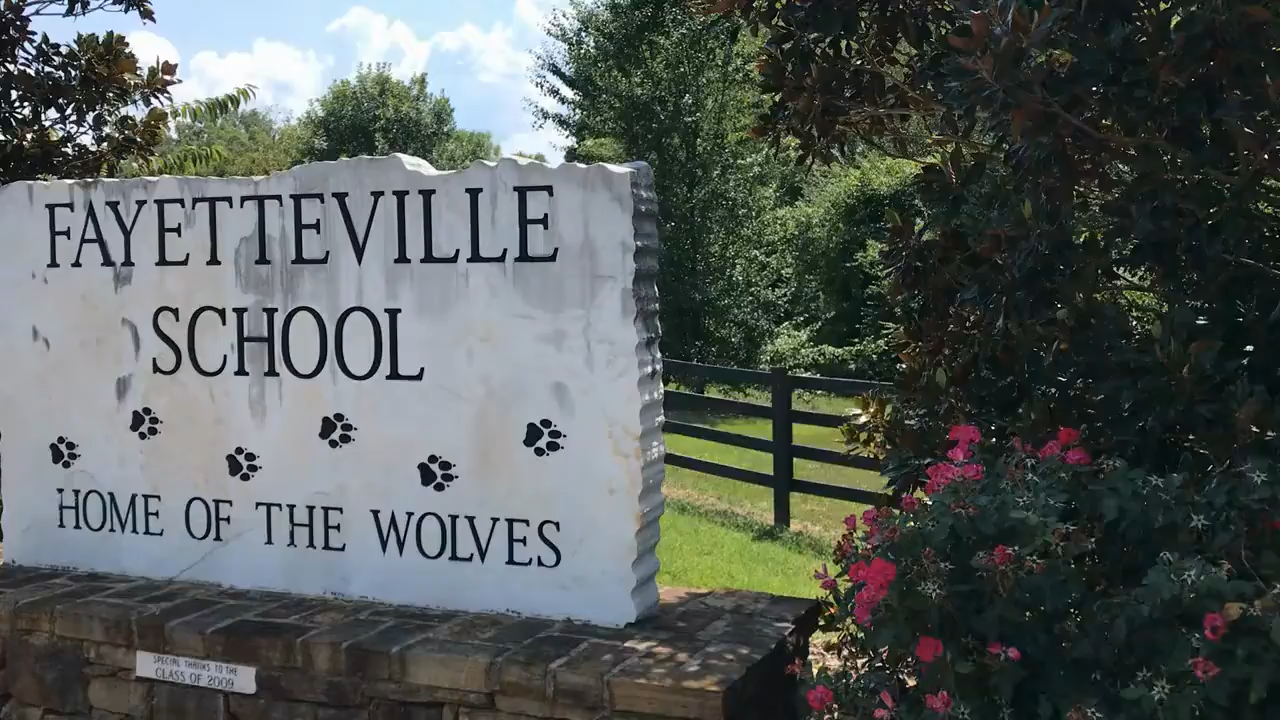 FAYETTEVILLE
SCHOOL
HOME OF THE WOLVES
SPECIAL THANKS TO THE
CLASS OF 2009